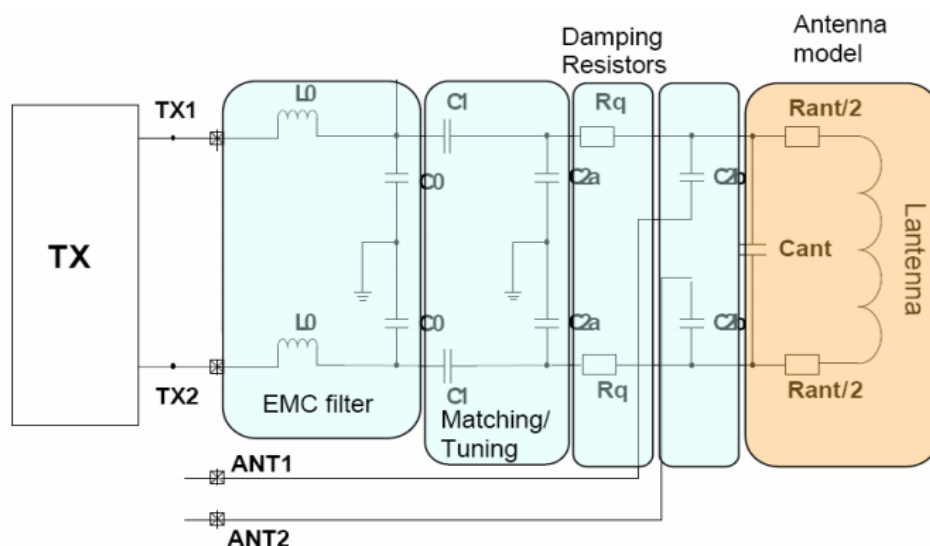 Damping
Resistors
Antenna
model
TX1
L0
C1
Rq
Rant/2
C0
C2a
C2b
TX
Cant
Lantenna
L0
C0
C2a
C2b
TX2
EMC filter
C1
Matching/
Tuning
Rq
Rant/2
ANT1
ANT2